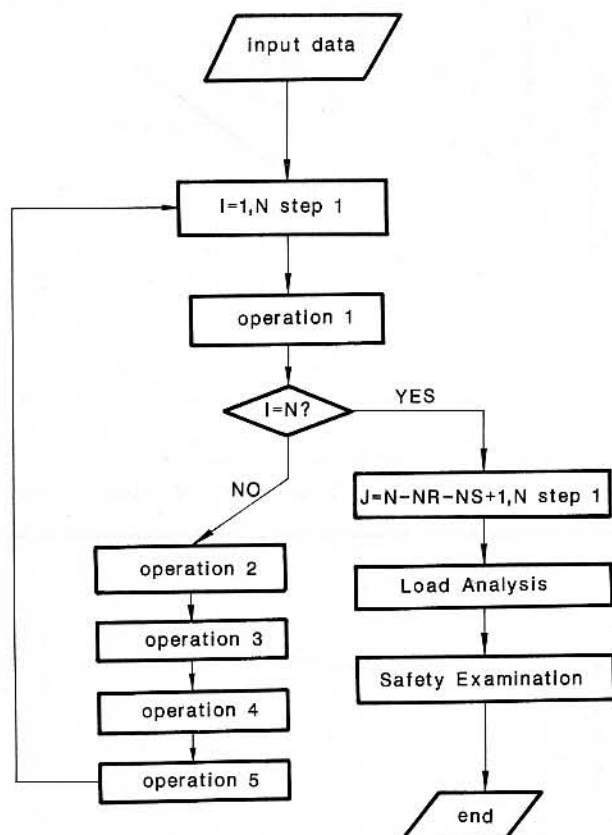 input data
I=1,N step 1
operation 1
I=N?
YES
NO
J=N-NR-NS+1,N step 1
operation 2
Load Analysis
operation 3
Safety Examination
operation 4
operation 5
end